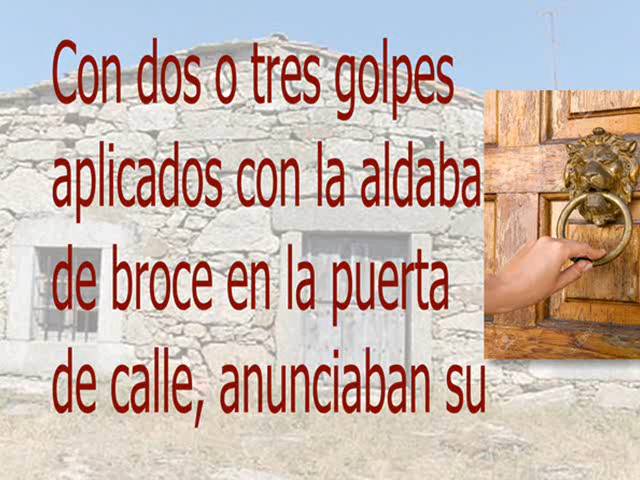 Con dos o tres golpes
aplicados con la aldaba
de broce en la puerta
de calle, anunciaban su